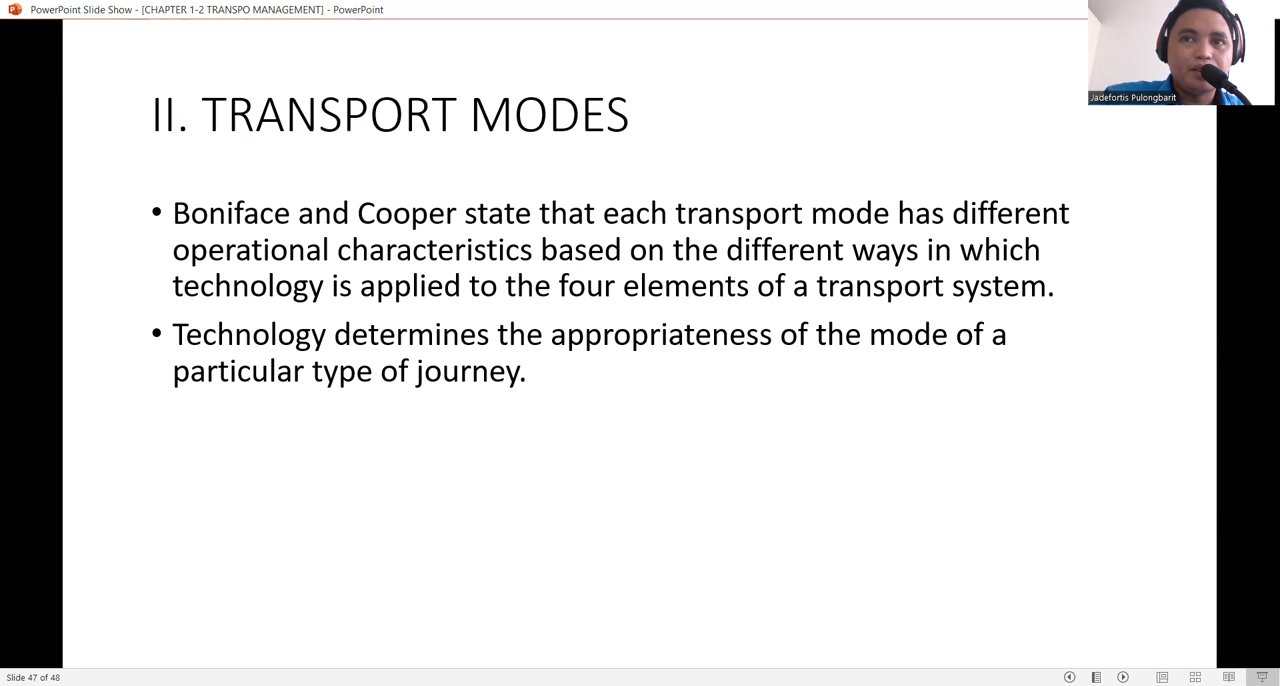 PowerPoint Slide Show - [CHAPTER 1-2 TRANSPO MANAGEMENT] - PowerPoint
Jadefortis Pulongbarit
II. TRANSPORT MODES
• Boniface and Cooper state that each transport mode has different
operational characteristics based on the different ways in which
technology is applied to the four elements of a transport system.
• Technology determines the appropriateness of the mode of a
particular type of journey.
Slide 47 of 48